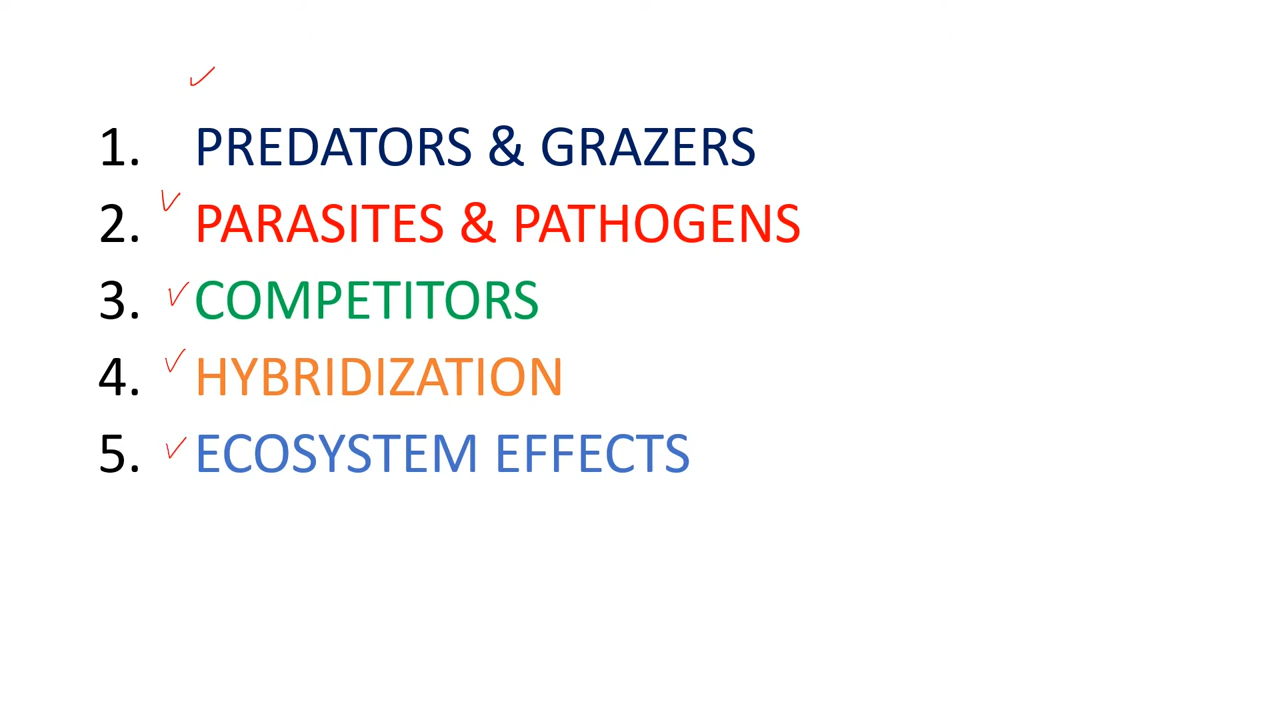 1. PREDATORS & GRAZERS
2. PARASITES & PATHOGENS
3. COMPETITORS
4. HYBRIDIZATION
5. ECOSYSTEM EFFECTS